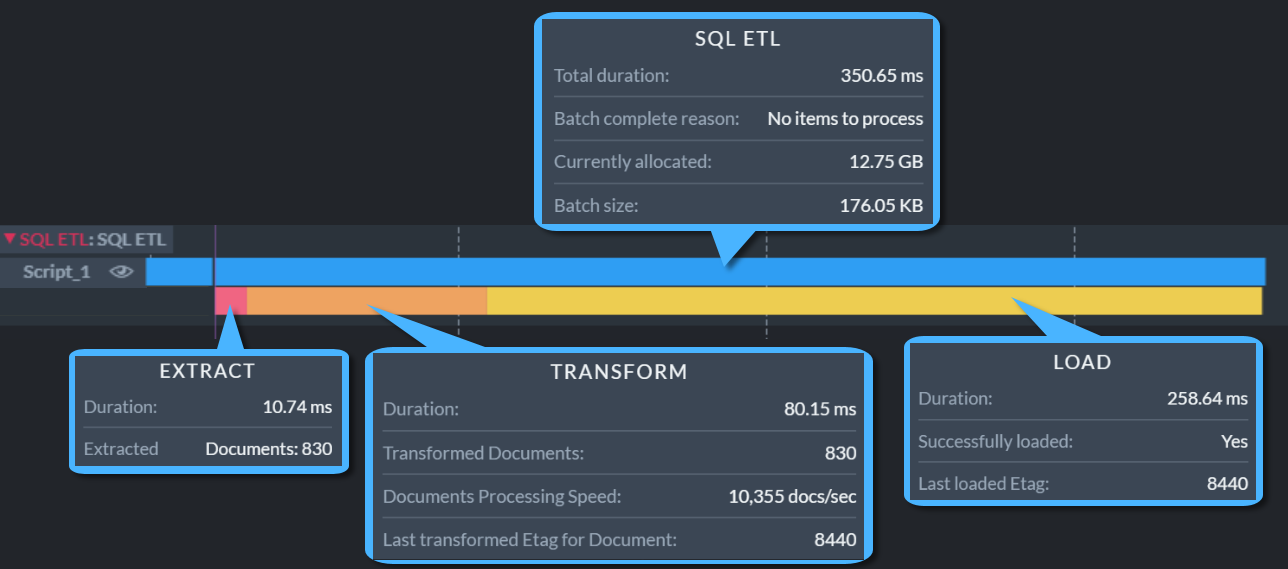 SQL ETL
Total duration: 350.65 ms
Batch complete reason: No items to process
Currently allocated: 12.75 GB
Batch size: 176.05 KB
SQL ETL: SQL ETL
Script_1
EXTRACT
Duration: 10.74 ms
Extracted Documents: 830
TRANSFORM
Duration: 80.15 ms
Transformed Documents: 830
Documents Processing Speed: 10,355 docs/sec
Last transformed Etag for Document: 8440
LOAD
Duration: 258.64 ms
Successfully loaded: Yes
Last loaded Etag: 8440